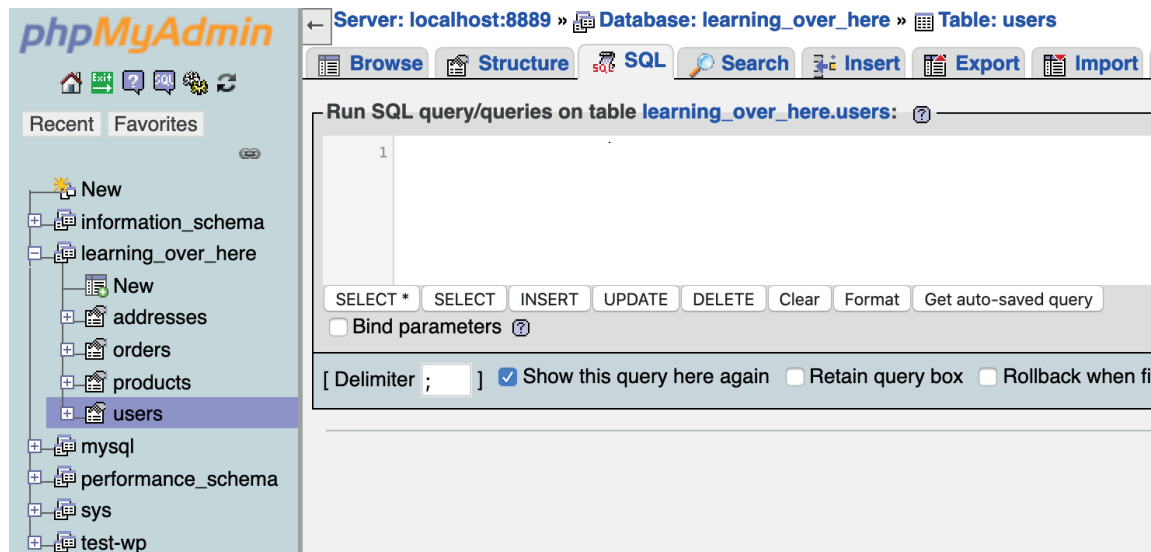 phpMyAdmin
Recent Favorites
New
information_schema
learning_over_here
New
addresses
orders
products
users
mysql
performance_schema
sys
test-wp
← Server: localhost:8889 » Database: learning_over_here » Table: users
Browse Structure SQL Search Insert Export Import
Run SQL query/queries on table learning_over_here.users:
1
SELECT * SELECT INSERT UPDATE DELETE Clear Format Get auto-saved query
Bind parameters
[ Delimiter ; ] Show this query here again Retain query box Rollback when fi